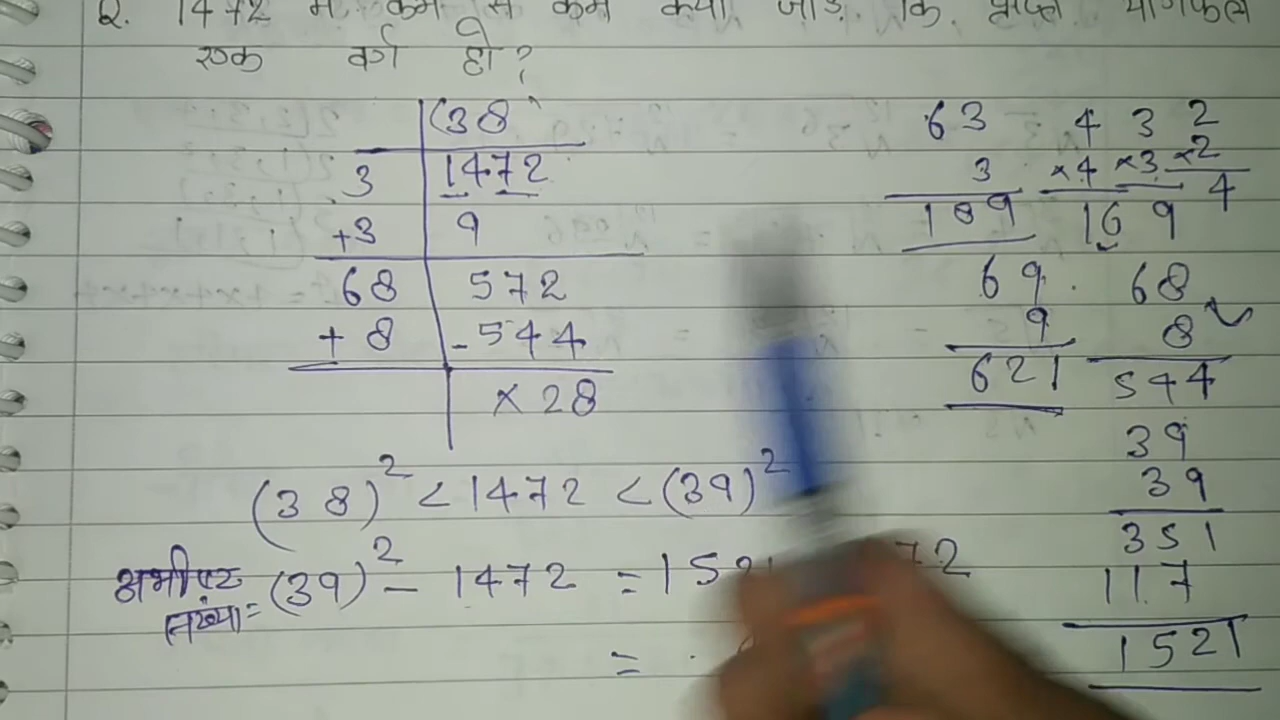 Q. 1472 में कम से कम क्या जोड़े कि प्राप्त योगफल
एक वर्ग हो?
(38
3 1472
+3 9
68 572
+ 8 - 544
× 28
(38)² < 1472 < (39)²
अभीष्ट (39)² - 1472 = 152 72
संख्या =
=
63 4 3 2
3 ×4 ×3 ×2
189 16 9 4
69 68
9 8
621 544
39
39
351
117
1521